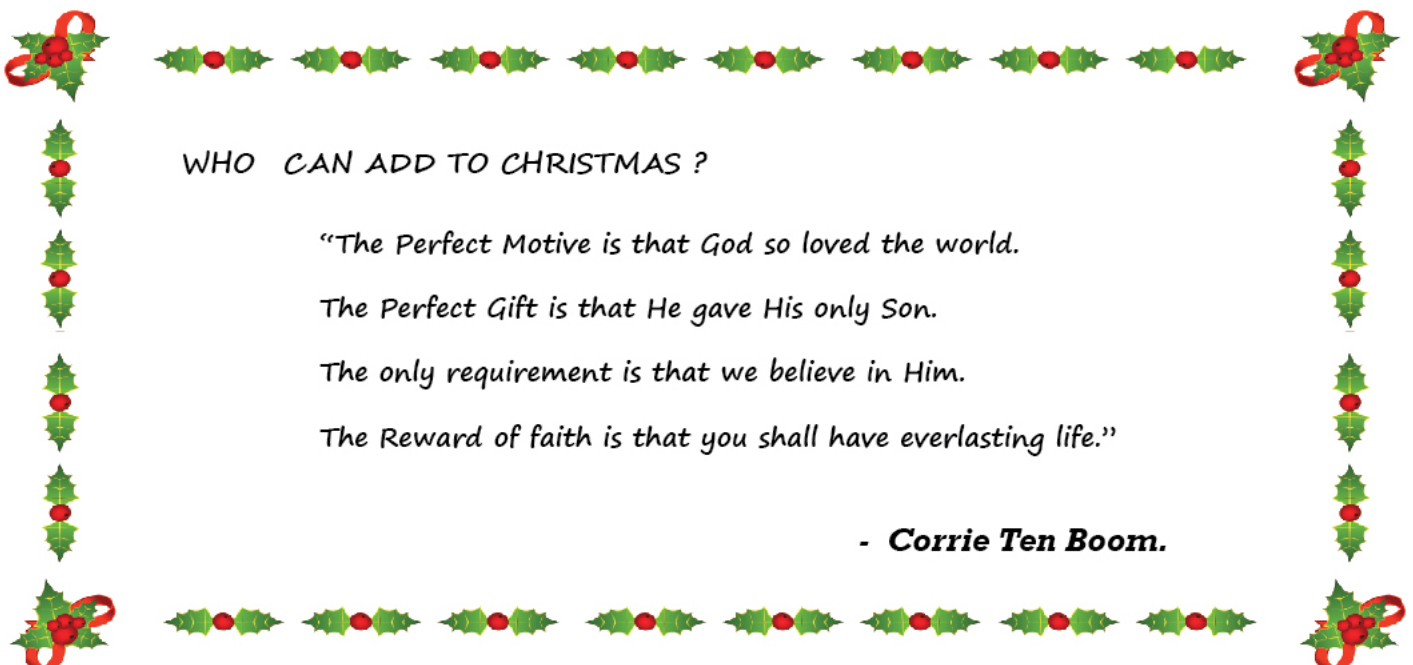 WHO CAN ADD TO CHRISTMAS ?
“The Perfect Motive is that God so loved the world.
The Perfect Gift is that He gave His only Son.
The only requirement is that we believe in Him.
The Reward of faith is that you shall have everlasting life.”
- Corrie Ten Boom.